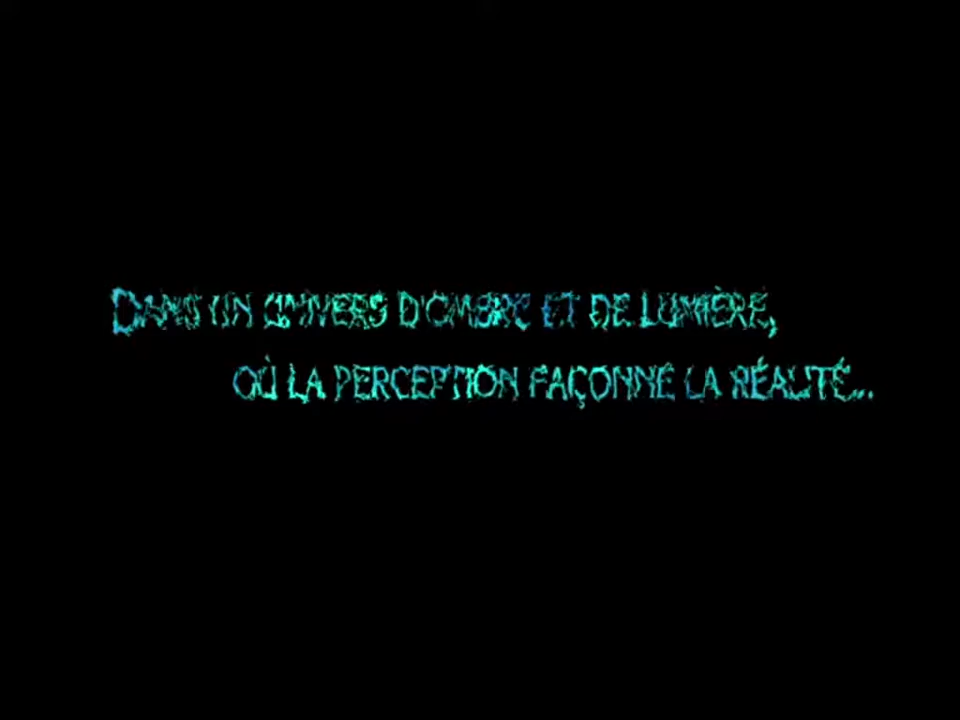 Dans un univers d'ombre et de lumière,
où la perception façonne la réalité...